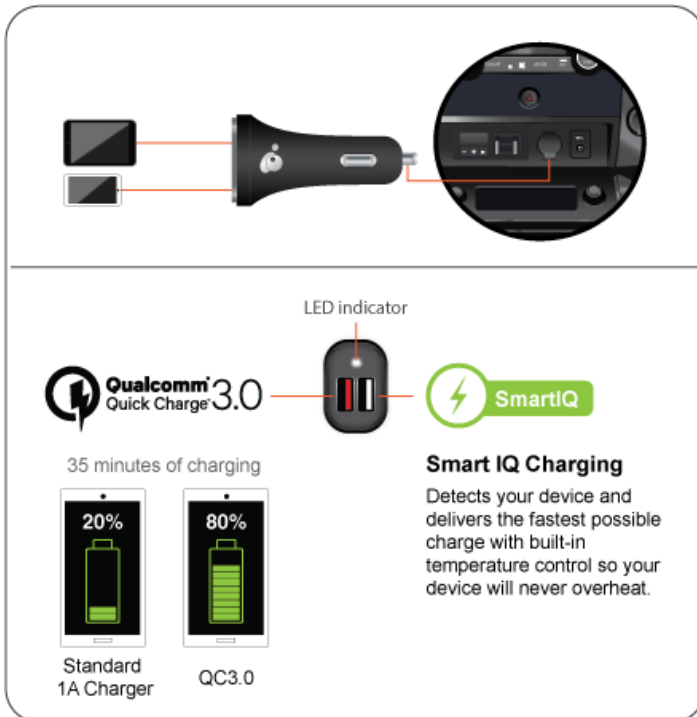 LED indicator
Qualcomm®
Quick Charge™ 3.0
SmartIQ
35 minutes of charging
20%
80%
Standard
1A Charger
QC3.0
Smart IQ Charging
Detects your device and
delivers the fastest possible
charge with built-in
temperature control so your
device will never overheat.